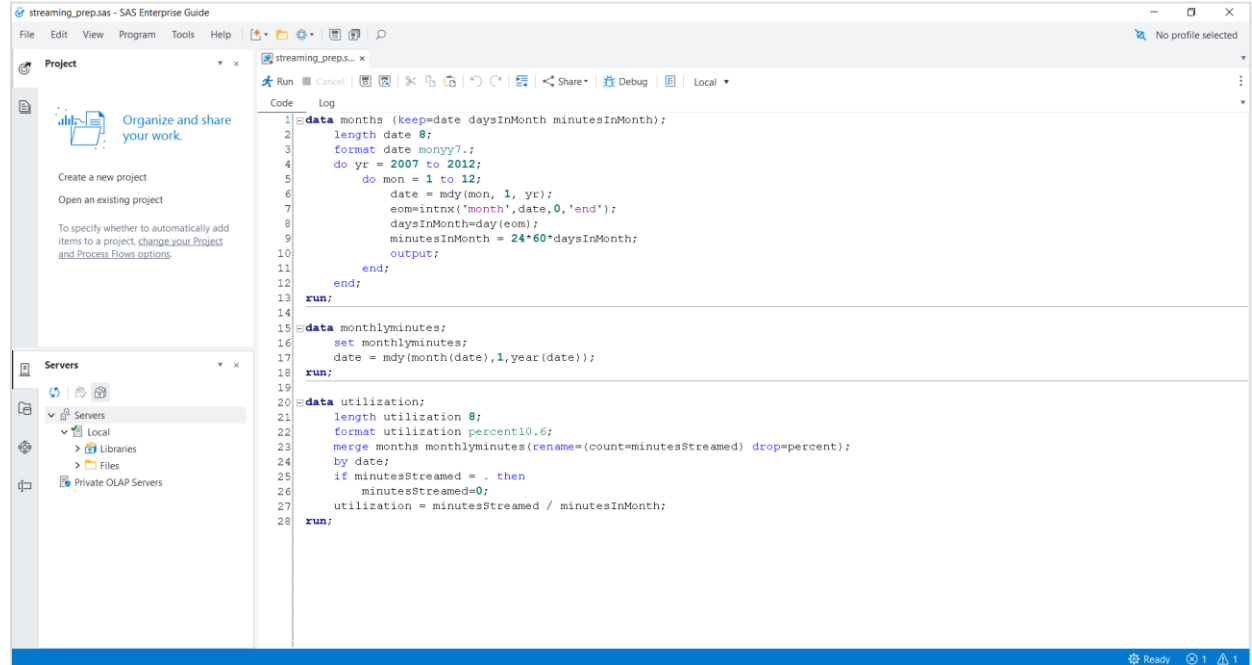 streaming_prep.sas - SAS Enterprise Guide
File Edit View Program Tools Help
No profile selected
Project
Organize and share
your work.
Create a new project
Open an existing project
To specify whether to automatically add
items to a project, change your Project
and Process Flows options.
Servers
Servers
Local
Libraries
Files
Private OLAP Servers
streaming_prep.s...
Run Cancel Share Debug Local
Code Log
1 data months (keep=date daysInMonth minutesInMonth);
2 length date 8;
3 format date monyy7.;
4 do yr = 2007 to 2012;
5 do mon = 1 to 12;
6 date = mdy(mon, 1, yr);
7 eom=intnx('month',date,0,'end');
8 daysInMonth=day(eom);
9 minutesInMonth = 24*60*daysInMonth;
10 output;
11 end;
12 end;
13 run;
14
15 data monthlyminutes;
16 set monthlyminutes;
17 date = mdy(month(date),1,year(date));
18 run;
19
20 data utilization;
21 length utilization 8;
22 format utilization percent10.6;
23 merge months monthlyminutes(rename=(count=minutesStreamed) drop=percent);
24 by date;
25 if minutesStreamed = . then
26 minutesStreamed=0;
27 utilization = minutesStreamed / minutesInMonth;
28 run;
Ready 1 1